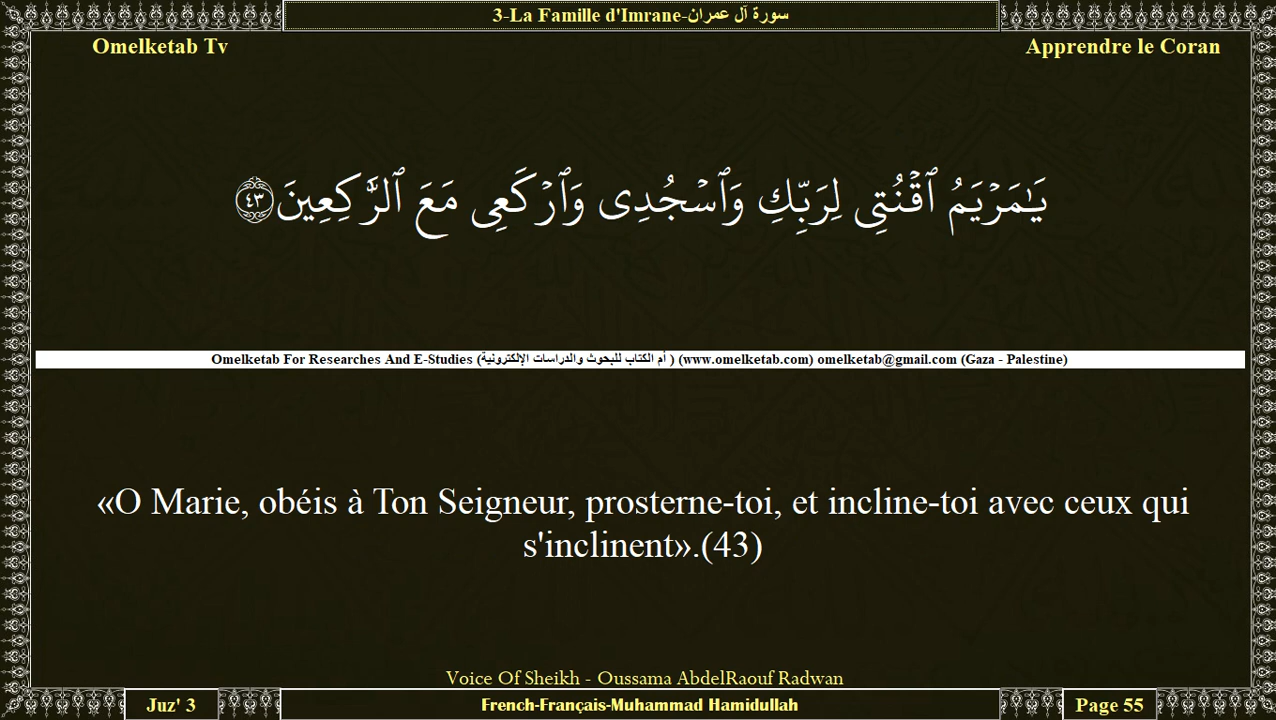 3-La Famille d'Imrane-سورة آل عمران
Omelketab Tv
Apprendre le Coran
يَـٰمَرْيَمُ ٱقْنُتِى لِرَبِّكِ وَٱسْجُدِى وَٱرْكَعِى مَعَ ٱلرَّٰكِعِينَ ٤٣
Omelketab For Researches And E-Studies (أم الكتاب للبحوث والدراسات الإلكترونية ) (www.omelketab.com) omelketab@gmail.com (Gaza - Palestine)
«O Marie, obéis à Ton Seigneur, prosterne-toi, et incline-toi avec ceux qui
s'inclinent».(43)
Voice Of Sheikh - Oussama AbdelRaouf Radwan
Juz' 3
French-Français-Muhammad Hamidullah
Page 55